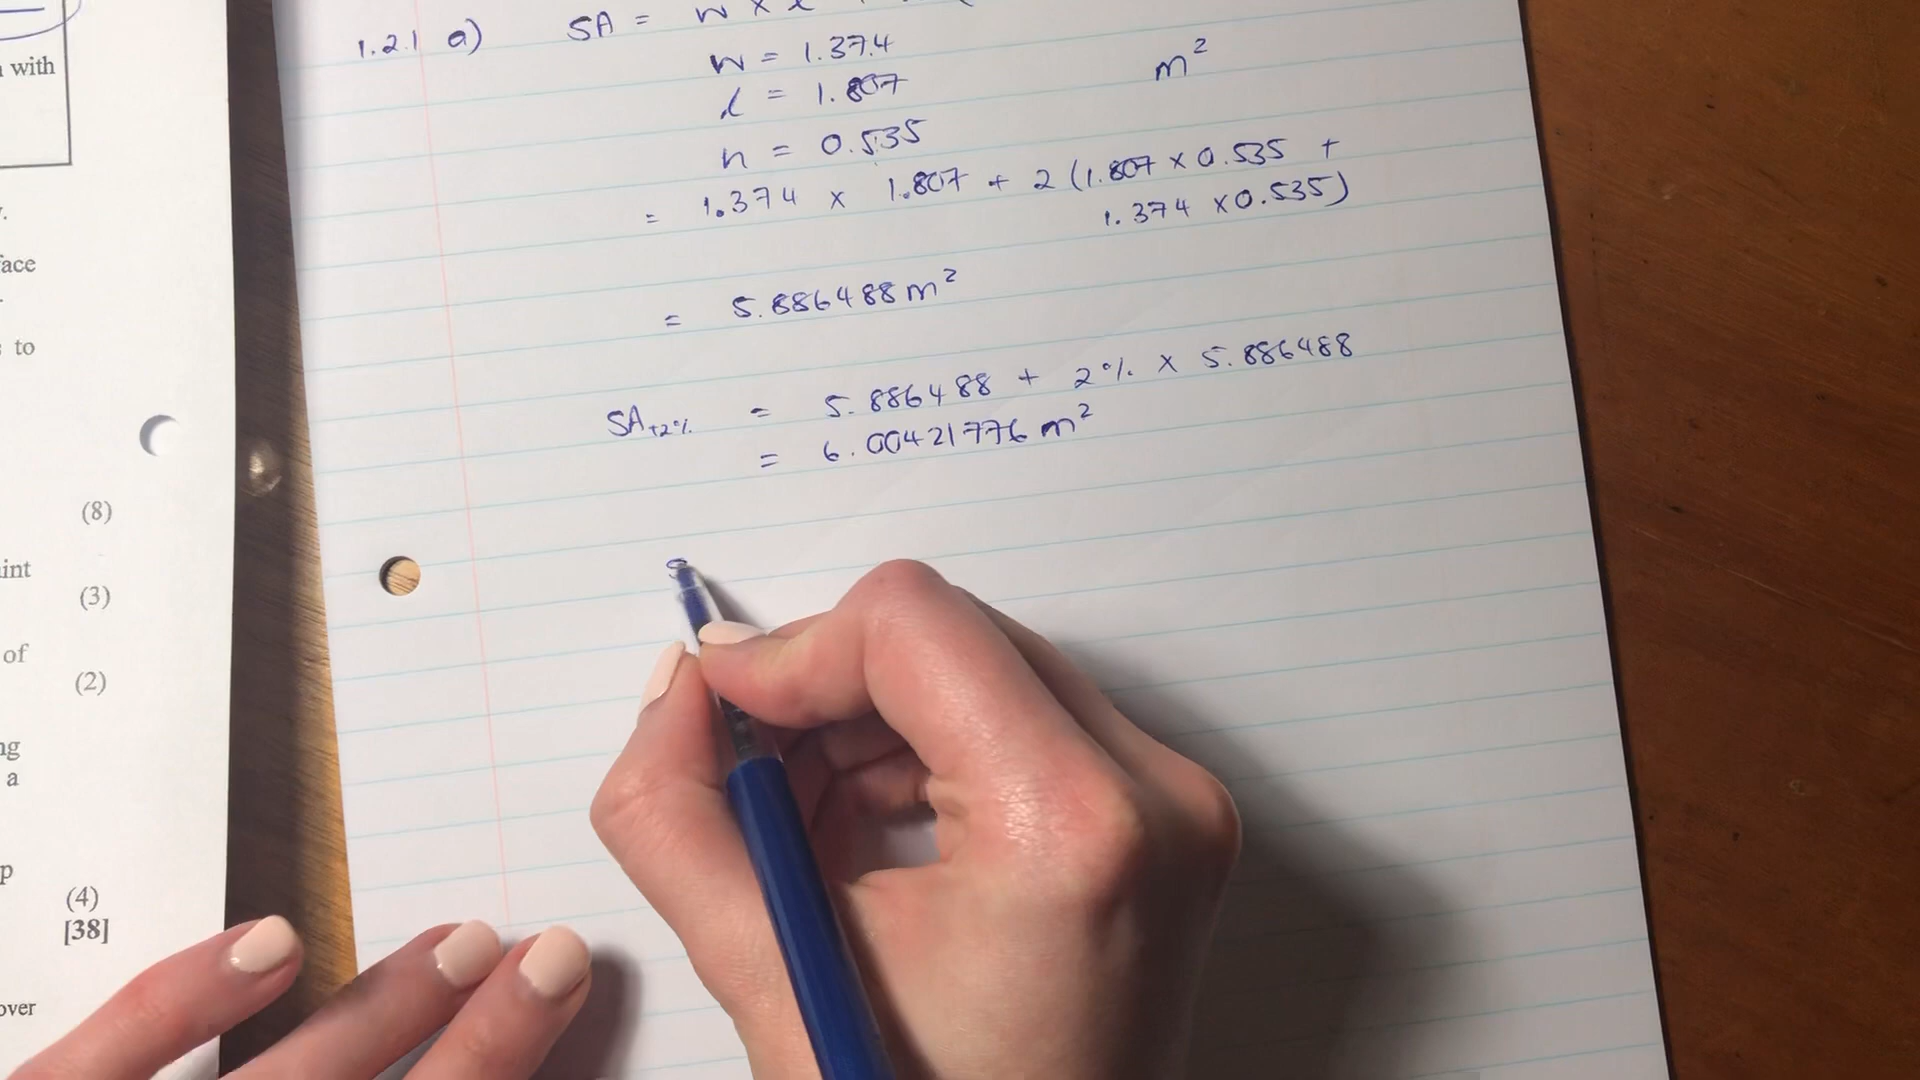 with
face
to
(8)
(3)
of
(2)
a
(4)
[38]
over
1.2.1 a) SA = w x l
w = 1.374
l = 1.807
m²
h = 0.535
= 1.374 x 1.807 + 2 (1.807 x 0.535 +
1.374 x 0.535)
= 5.886488 m²
SA+2% = 5.886488 + 2% x 5.886488
= 6.00421776 m²